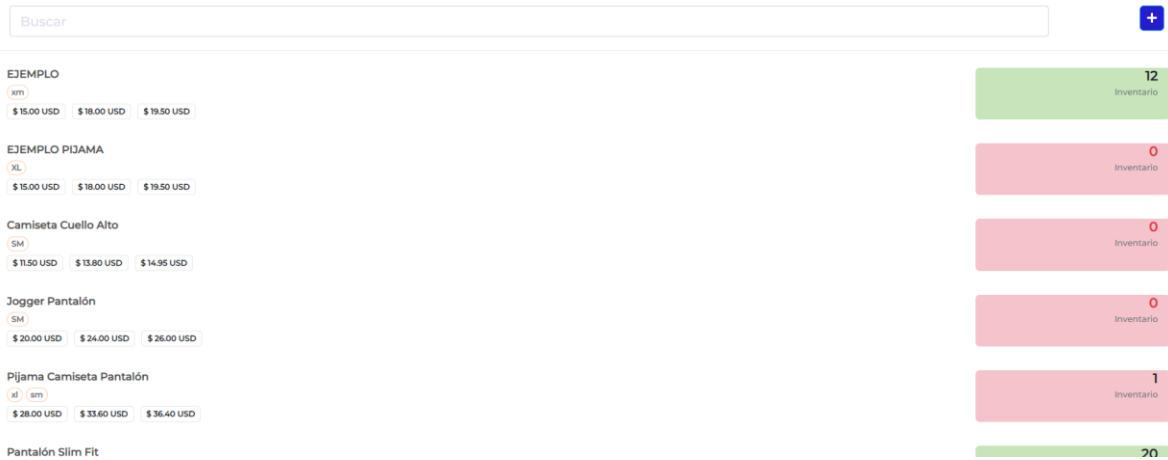 Buscar
+
EJEMPLO
12
xm
Inventario
$ 15.00 USD $ 18.00 USD $ 19.50 USD
EJEMPLO PIJAMA
0
XL
Inventario
$ 15.00 USD $ 18.00 USD $ 19.50 USD
Camiseta Cuello Alto
0
SM
Inventario
$ 11.50 USD $ 13.80 USD $ 14.95 USD
Jogger Pantalón
0
SM
Inventario
$ 20.00 USD $ 24.00 USD $ 26.00 USD
Pijama Camiseta Pantalón
1
xl sm
Inventario
$ 28.00 USD $ 33.60 USD $ 36.40 USD
Pantalón Slim Fit
20